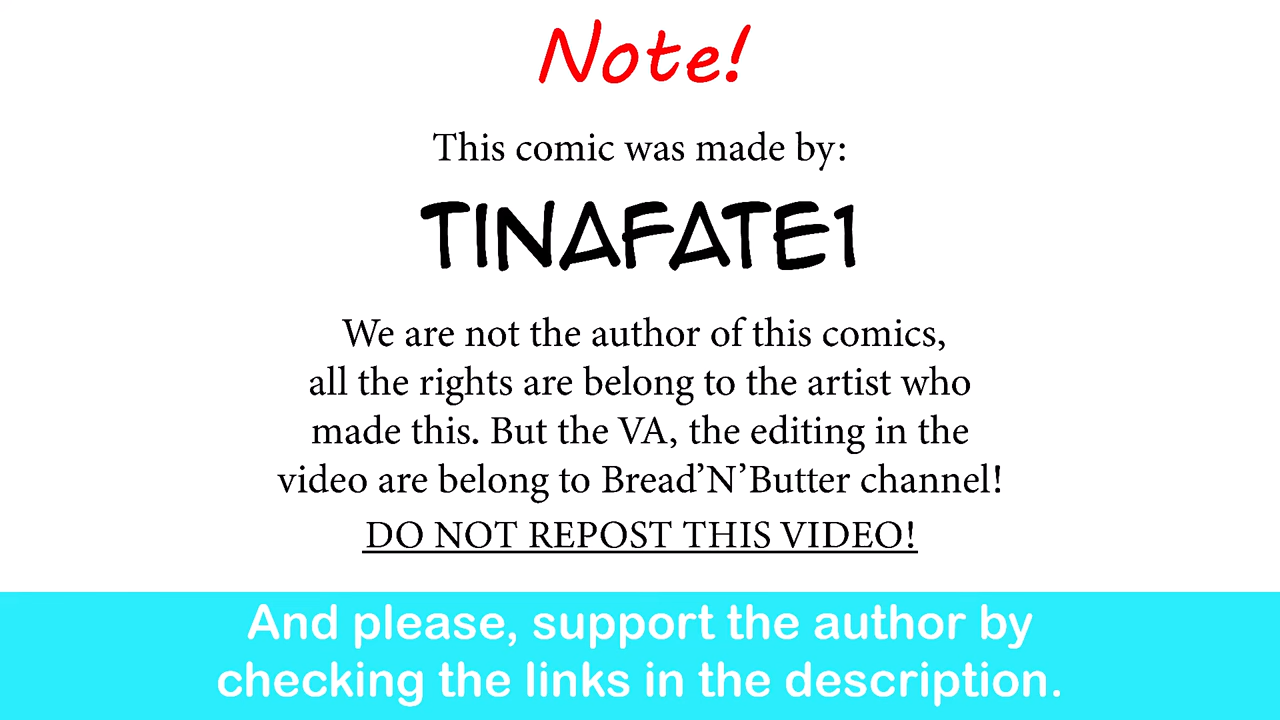 Note!
This comic was made by:
TINAFATE1
We are not the author of this comics,
all the rights are belong to the artist who
made this. But the VA, the editing in the
video are belong to Bread’N’Butter channel!
DO NOT REPOST THIS VIDEO!
And please, support the author by
checking the links in the description.